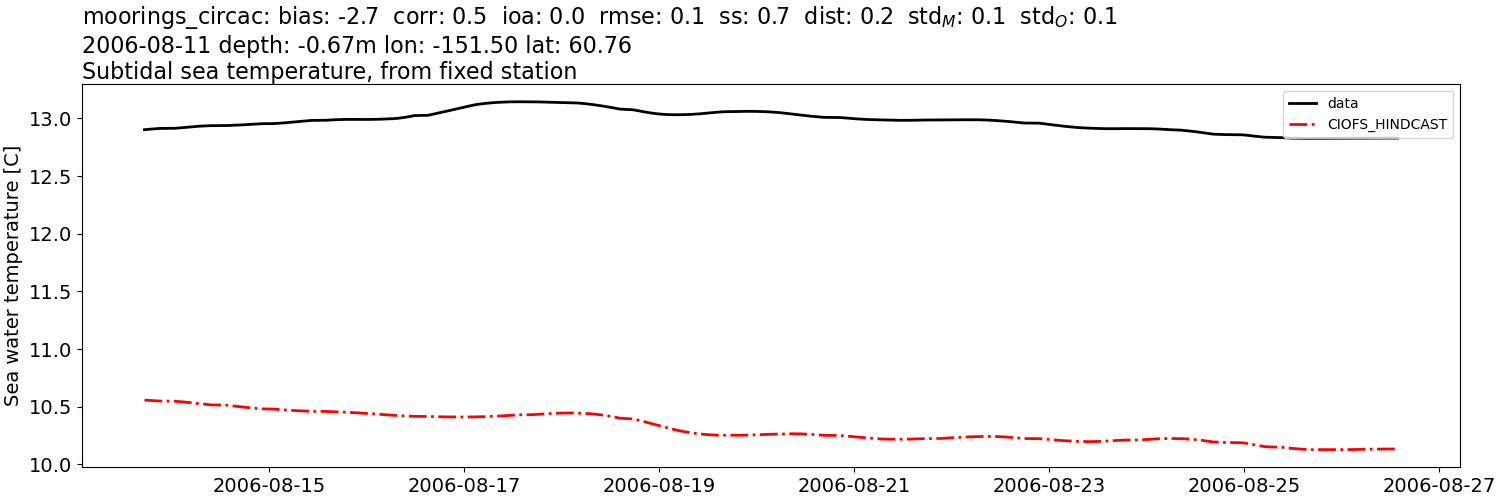 moorings_circac: bias: -2.7  corr: 0.5  ioa: 0.0  rmse: 0.1  ss: 0.7  dist: 0.2  std_M: 0.1  std_O: 0.1
2006-08-11 depth: -0.67m lon: -151.50 lat: 60.76
Subtidal sea temperature, from fixed station
data
CIOFS_HINDCAST
Sea water temperature [C]
13.0
12.5
12.0
11.5
11.0
10.5
10.0
2006-08-15 2006-08-17 2006-08-19 2006-08-21 2006-08-23 2006-08-25 2006-08-27